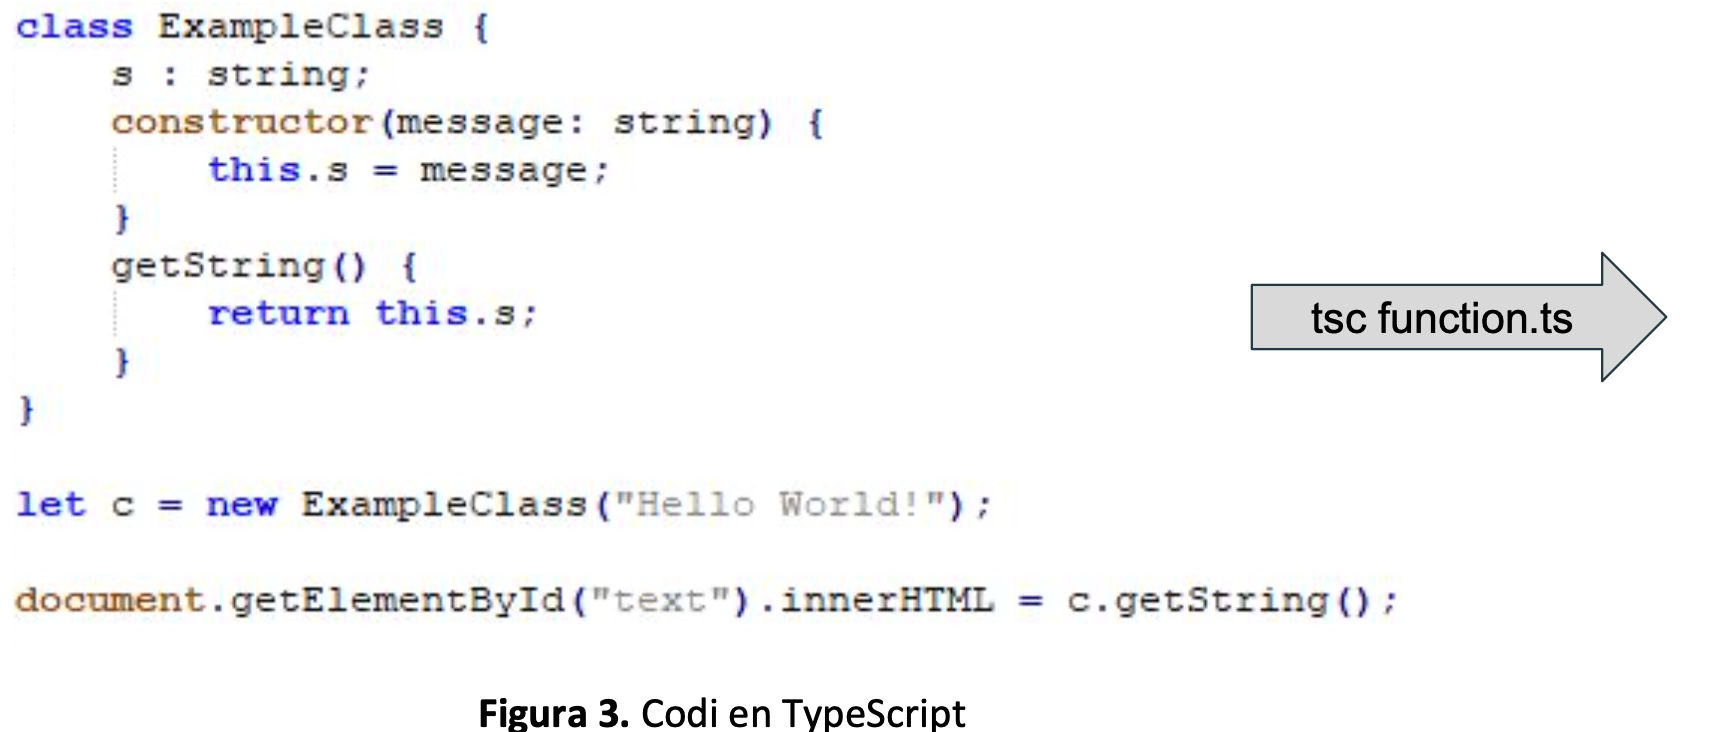 class ExampleClass {
    s : string;
    constructor(message: string) {
        this.s = message;
    }
    getString() {
        return this.s;
    }
}
let c = new ExampleClass("Hello World!");
document.getElementById("text").innerHTML = c.getString();
tsc function.ts
Figura 3. Codi en TypeScript